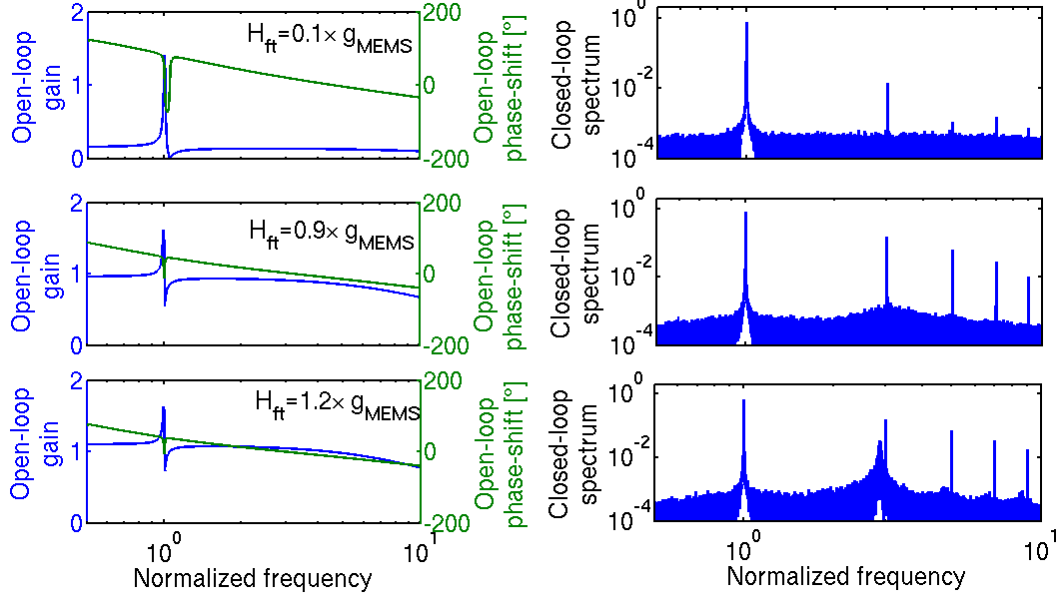 Open-loop
gain
2
1
0
H_ft=0.1× g_MEMS
200
0
-200
Open-loop
phase-shift [°]
Closed-loop
spectrum
10^0
10^-2
10^-4
Open-loop
gain
2
1
0
H_ft=0.9× g_MEMS
200
0
-200
Open-loop
phase-shift [°]
Closed-loop
spectrum
10^0
10^-2
10^-4
Open-loop
gain
2
1
0
H_ft=1.2× g_MEMS
200
0
-200
Open-loop
phase-shift [°]
10^0
10^1
Normalized frequency
Closed-loop
spectrum
10^0
10^-2
10^-4
10^0
10^1
Normalized frequency